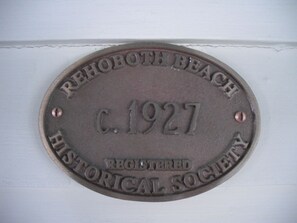 REHOBOTH BEACH
c. 1927
REGISTERED
HISTORICAL SOCIETY